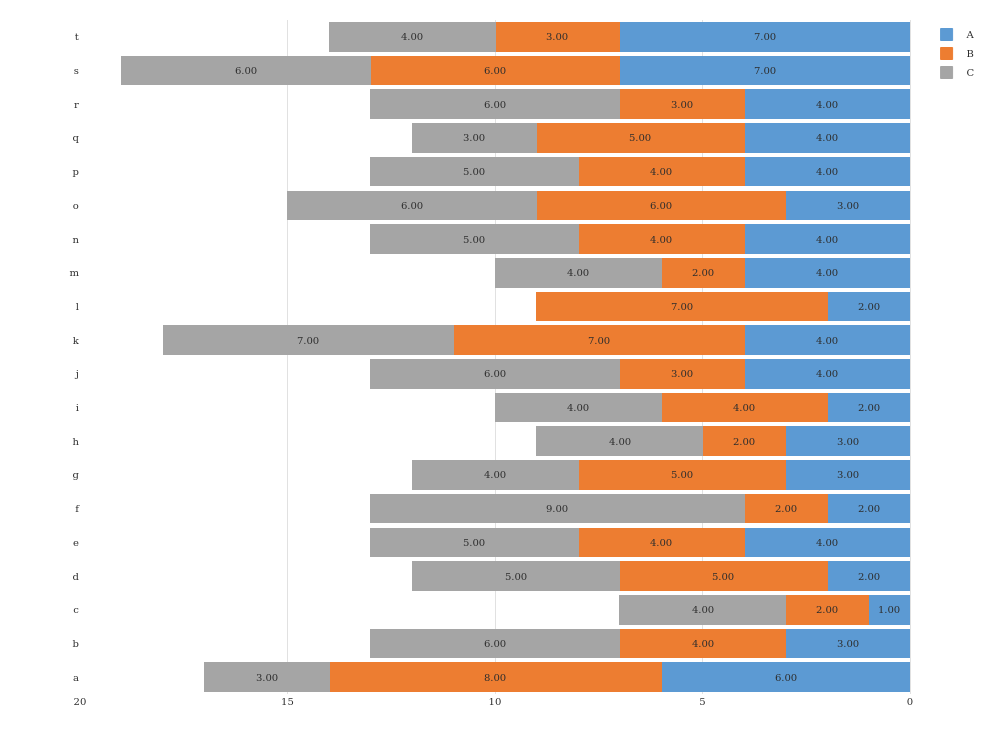 t 4.00 3.00 7.00 A
s 6.00 6.00 7.00 B
C
r 6.00 3.00 4.00
q 3.00 5.00 4.00
p 5.00 4.00 4.00
o 6.00 6.00 3.00
n 5.00 4.00 4.00
m 4.00 2.00 4.00
l 7.00 2.00
k 7.00 7.00 4.00
j 6.00 3.00 4.00
i 4.00 4.00 2.00
h 4.00 2.00 3.00
g 4.00 5.00 3.00
f 9.00 2.00 2.00
e 5.00 4.00 4.00
d 5.00 5.00 2.00
c 4.00 2.00 1.00
b 6.00 4.00 3.00
a 3.00 8.00 6.00
20 15 10 5 0